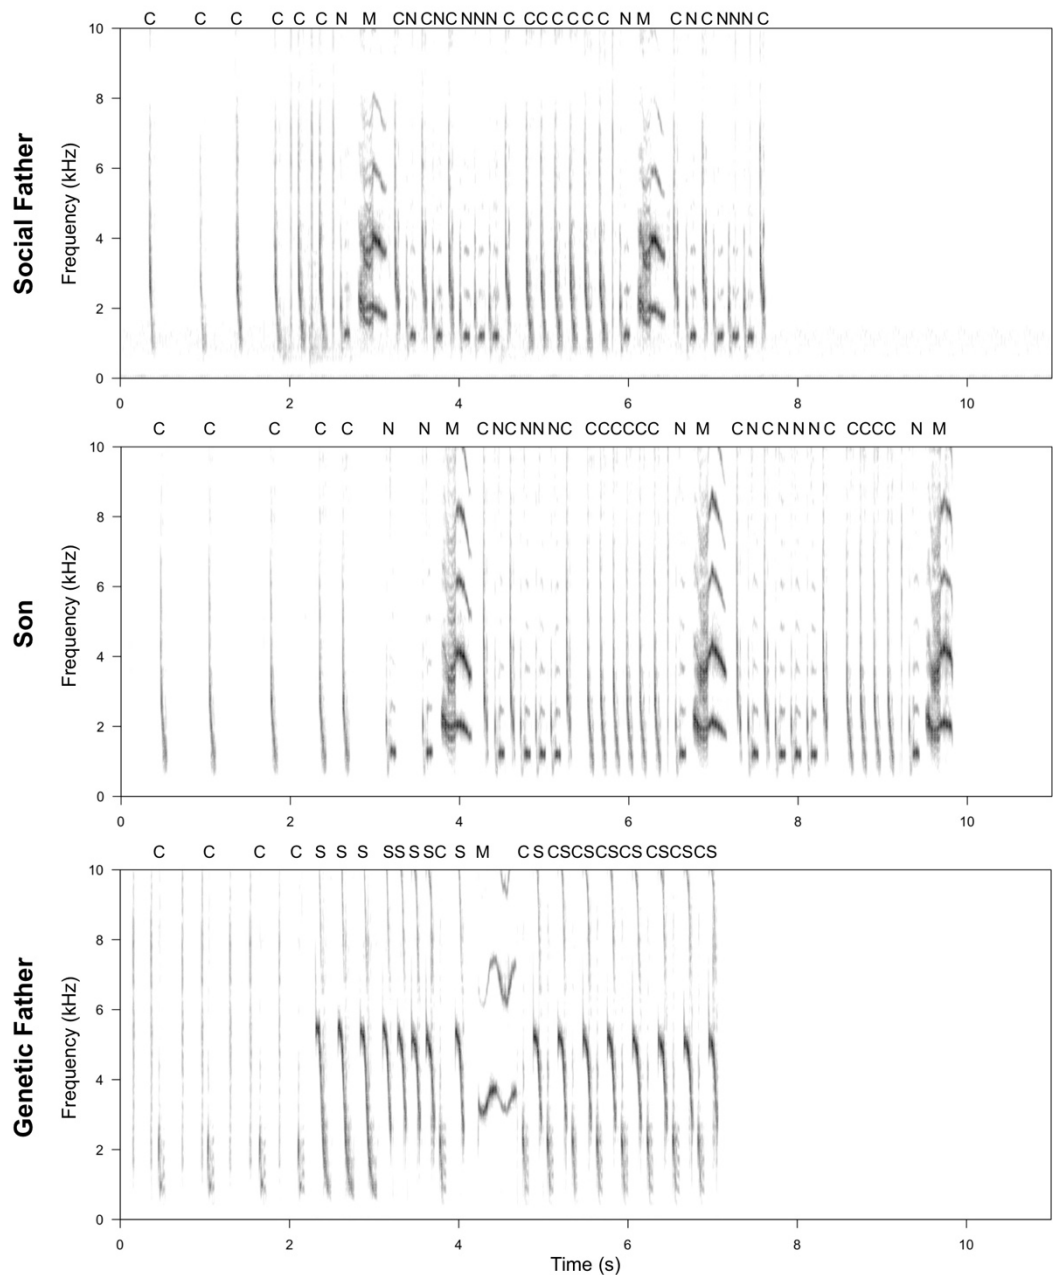 C C C C C C N M CN CNC NNN C CC C C C C N M C N C NNN C
Social Father
Frequency (kHz)
10
8
6
4
2
0
0 2 4 6 8 10
C C C C C N N M C NC NN NC CCCCCC N M C N C N N N C CCCC N M
Son
Frequency (kHz)
10
8
6
4
2
0
0 2 4 6 8 10
C C C C S S S SS S SC S M C S CSCSCSCS CSCSCS
Genetic Father
Frequency (kHz)
10
8
6
4
2
0
0 2 4 6 8 10
Time (s)